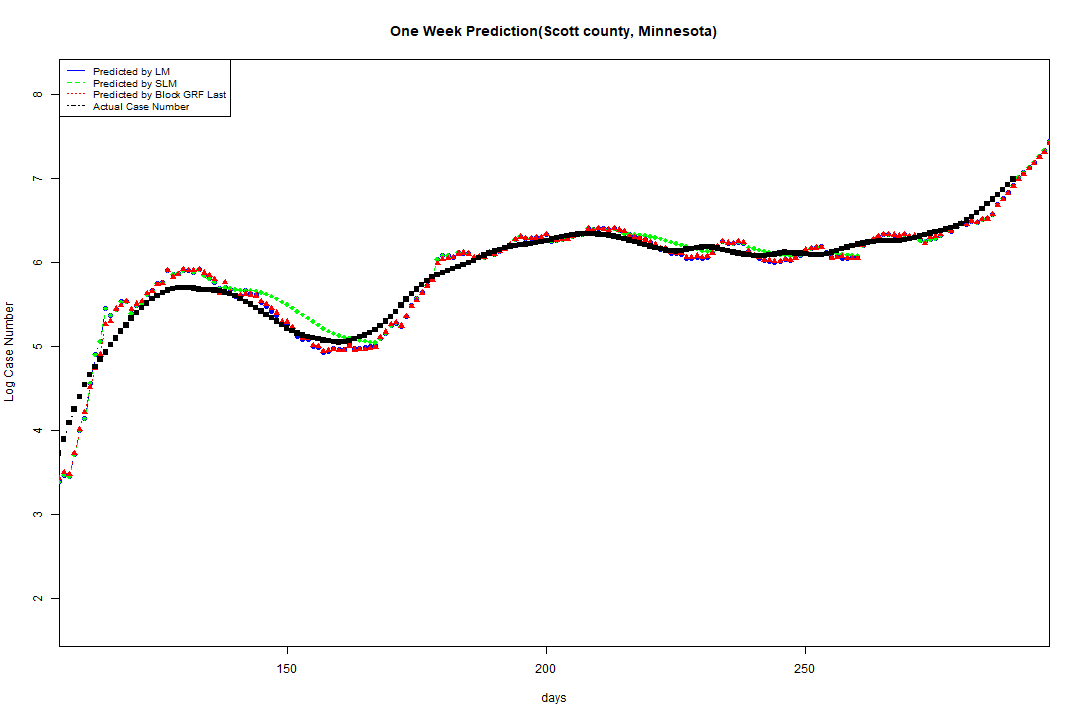 One Week Prediction(Scott county, Minnesota)
Predicted by LM
Predicted by SLM
Predicted by Block GRF Last
Actual Case Number
8
7
6
5
4
3
2
Log Case Number
150
200
250
days